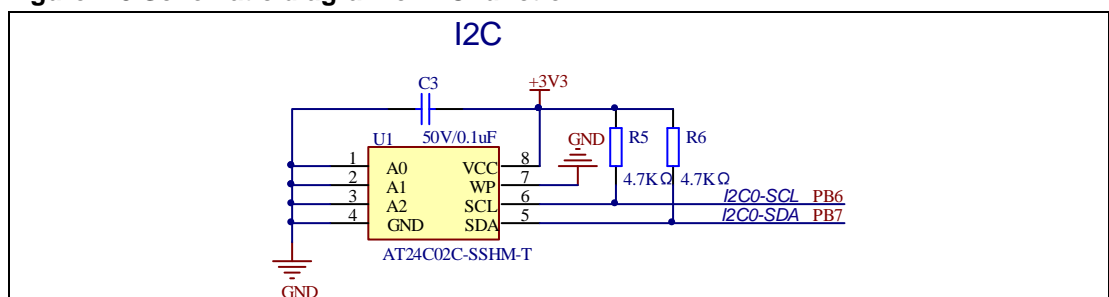 I2C
C3
+3V3
U1
50V/0.1uF
GND
R5
R6
1
A0
VCC
8
2
A1
WP
7
4.7KΩ
4.7KΩ
3
A2
SCL
6
I2C0-SCL
PB6
4
GND
SDA
5
I2C0-SDA
PB7
AT24C02C-SSHM-T
GND